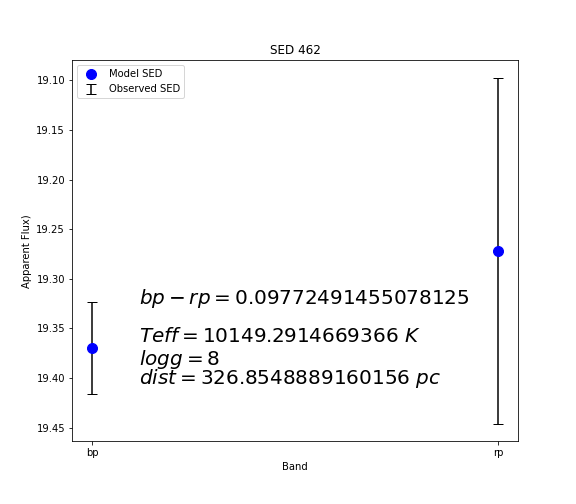 SED 462
Model SED
Observed SED
19.10
19.15
19.20
19.25
19.30
19.35
19.40
19.45
Apparent Flux)
bp − rp = 0.09772491455078125
Teff = 10149.2914669366 K
logg = 8
dist = 326.8548889160156 pc
bp
rp
Band